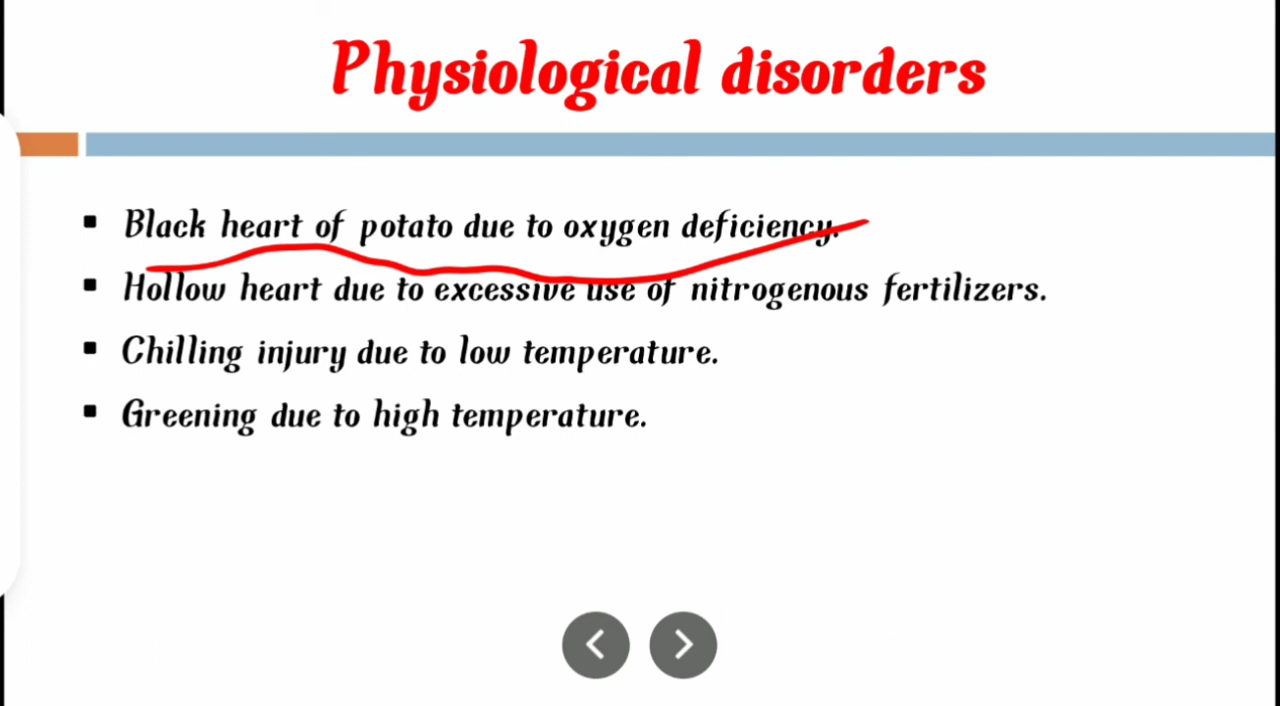 Physiological disorders
▪ Black heart of potato due to oxygen deficiency.
▪ Hollow heart due to excessive use of nitrogenous fertilizers.
▪ Chilling injury due to low temperature.
▪ Greening due to high temperature.